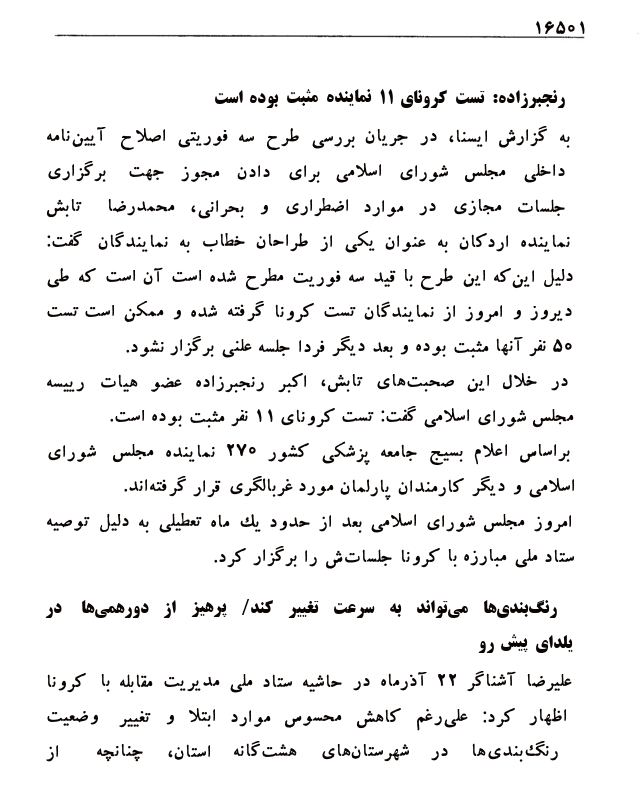 ۱۶۵۰۱
رنجبرزاده: تست کرونای ۱۱ نماینده مثبت بوده است
به گزارش ایسنا، در جریان بررسی طرح سه فوریتی اصلاح آیین‌نامه
داخلی مجلس شورای اسلامی برای دادن مجوز جهت برگزاری
جلسات مجازی در موارد اضطراری و بحرانی، محمدرضا تابش
نماینده اردکان به عنوان یکی از طراحان خطاب به نمایندگان گفت:
دلیل این‌که این طرح با قید سه فوریت مطرح شده است آن است که طی
دیروز و امروز از نمایندگان تست کرونا گرفته شده و ممکن است تست
۵۰ نفر آنها مثبت بوده و بعد دیگر فردا جلسه علنی برگزار نشود.
در خلال این صحبت‌های تابش، اکبر رنجبرزاده عضو هیات رییسه
مجلس شورای اسلامی گفت: تست کرونای ۱۱ نفر مثبت بوده است.
براساس اعلام بسیج جامعه پزشکی کشور ۲۷۰ نماینده مجلس شورای
اسلامی و دیگر کارمندان پارلمان مورد غربالگری قرار گرفته‌اند.
امروز مجلس شورای اسلامی بعد از حدود یك ماه تعطیلی به دلیل توصیه
ستاد ملی مبارزه با کرونا جلسات‌ش را برگزار کرد.
رنگ‌بندی‌ها می‌تواند به سرعت تغییر کند/ پرهیز از دورهمی‌ها در
یلدای پیش رو
علیرضا آشناگر ۲۲ آذرماه در حاشیه ستاد ملی مدیریت مقابله با کرونا
اظهار کرد: علی‌رغم کاهش محسوس موارد ابتلا و تغییر وضعیت
رنگ‌بندی‌ها در شهرستان‌های هشت‌گانه استان، چنانچه از